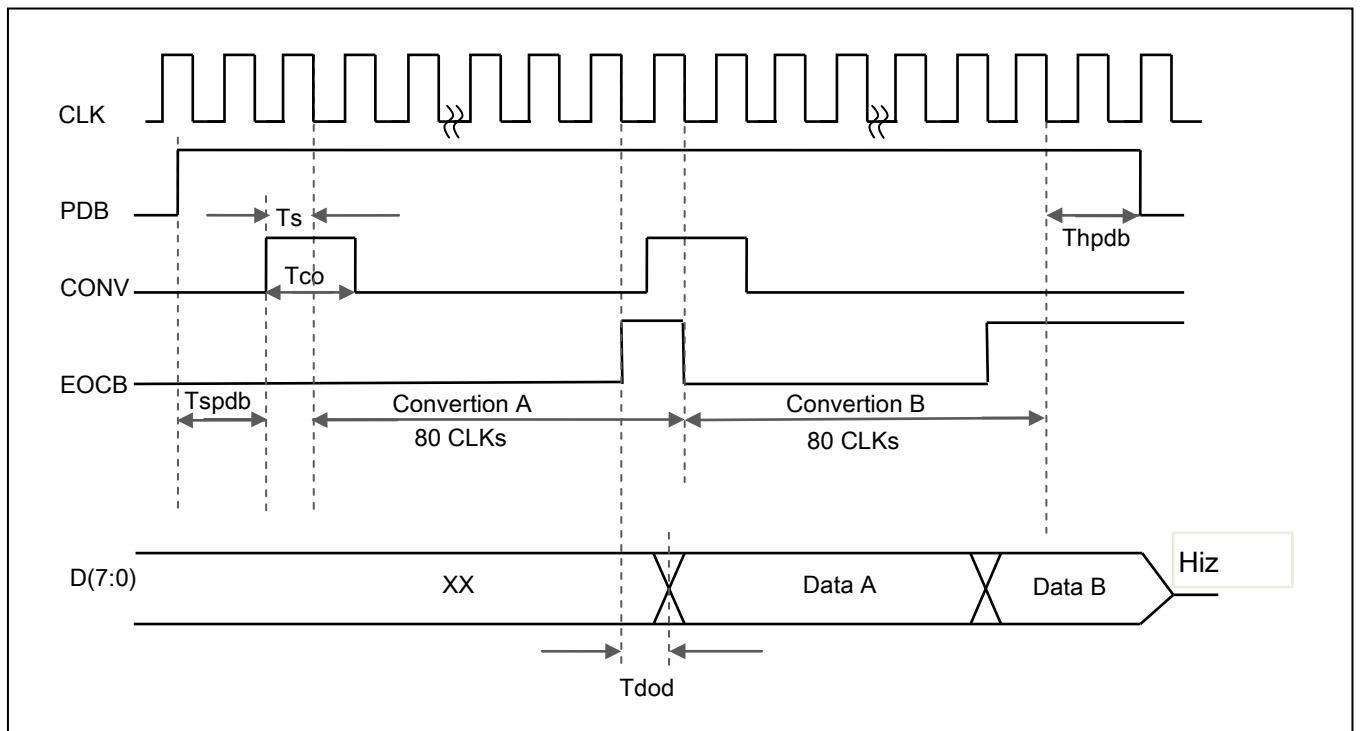 CLK
PDB
Ts
Thpdb
CONV
Tco
EOCB
Tspdb
Convertion A
80 CLKs
Convertion B
80 CLKs
D(7:0)
XX
Data A
Data B
Hiz
Tdod